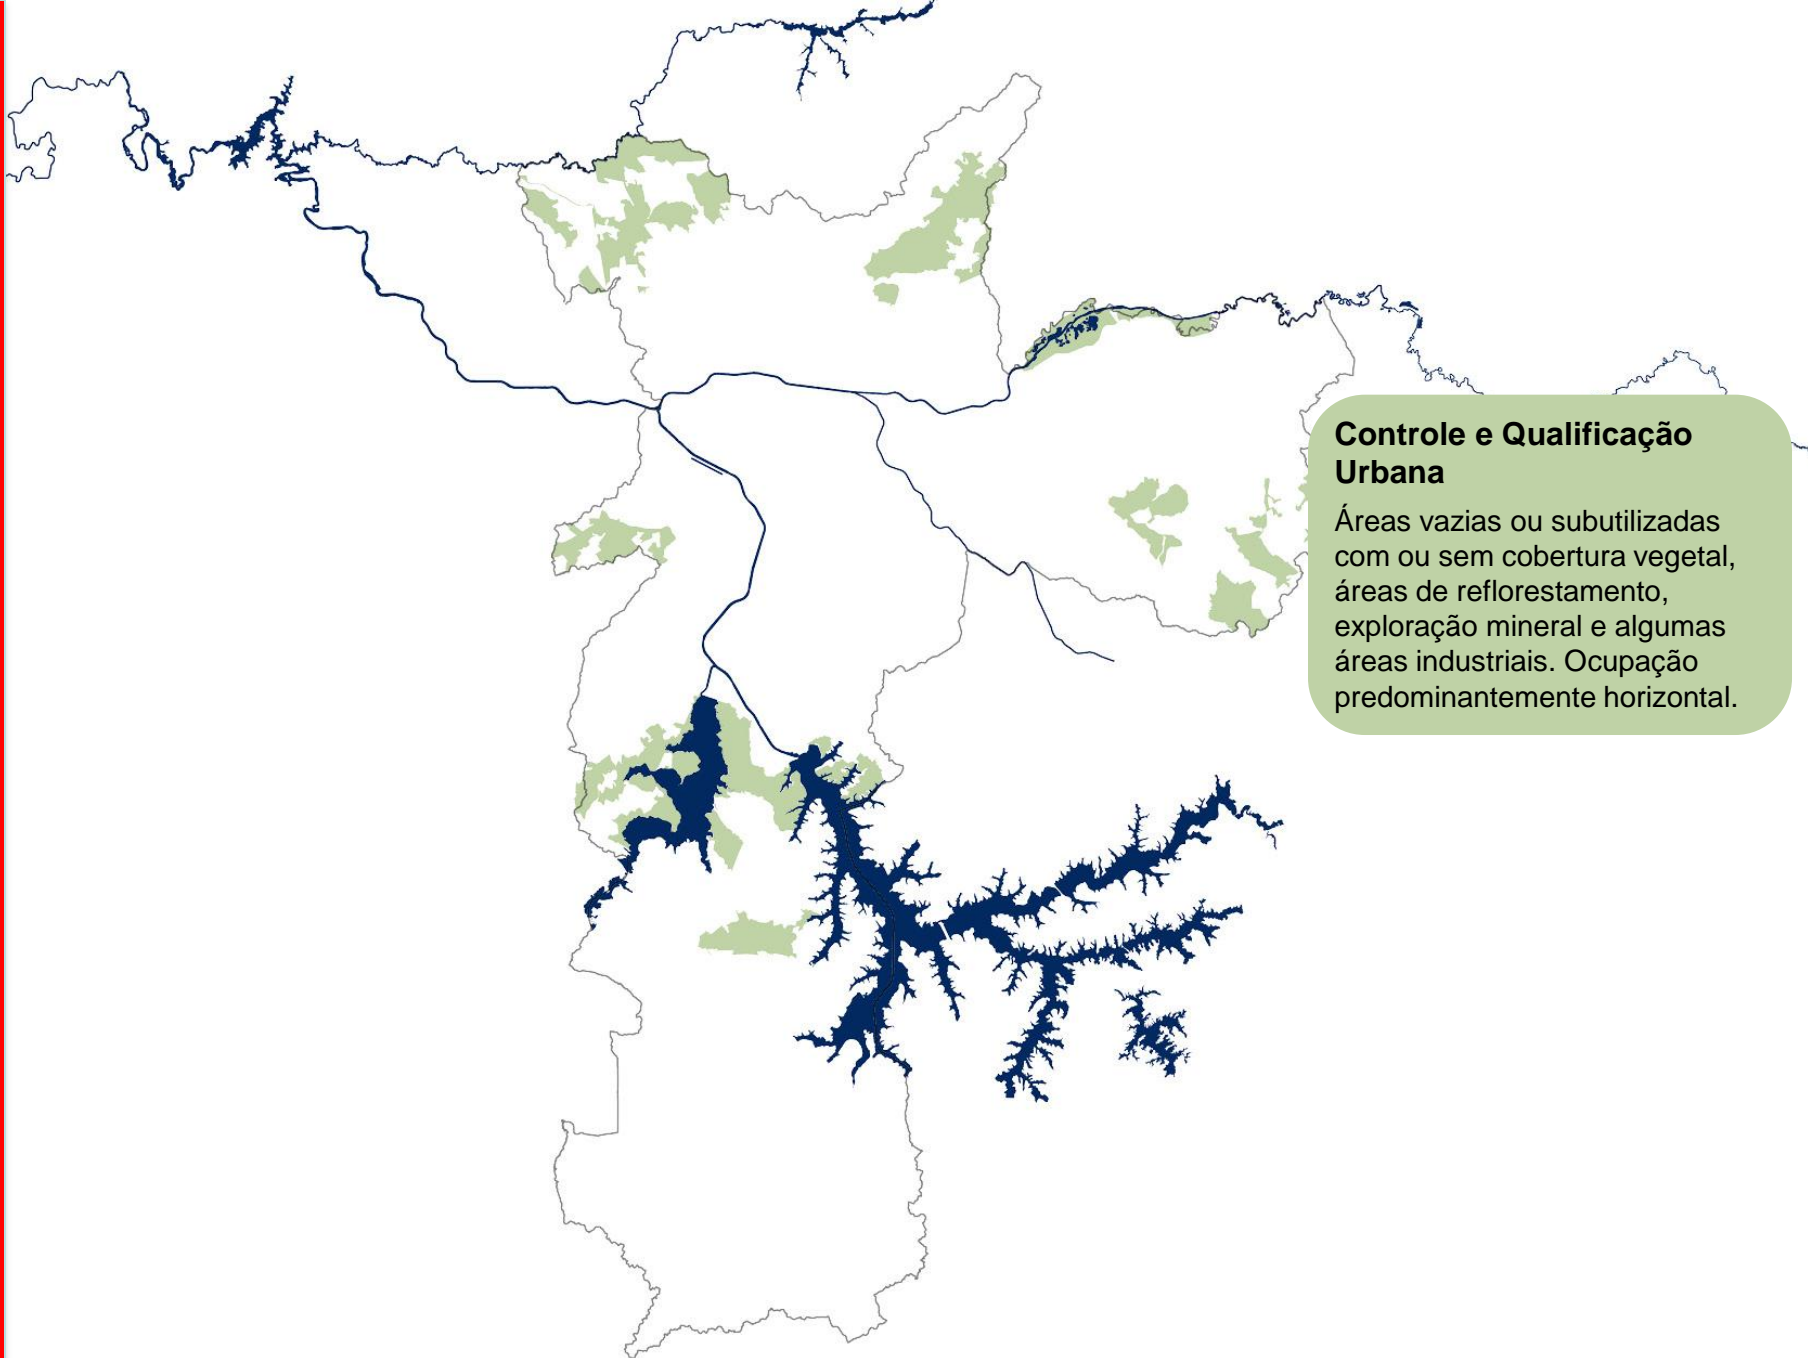 Controle e Qualificação
Urbana
Áreas vazias ou subutilizadas
com ou sem cobertura vegetal,
áreas de reflorestamento,
exploração mineral e algumas
áreas industriais. Ocupação
predominantemente horizontal.